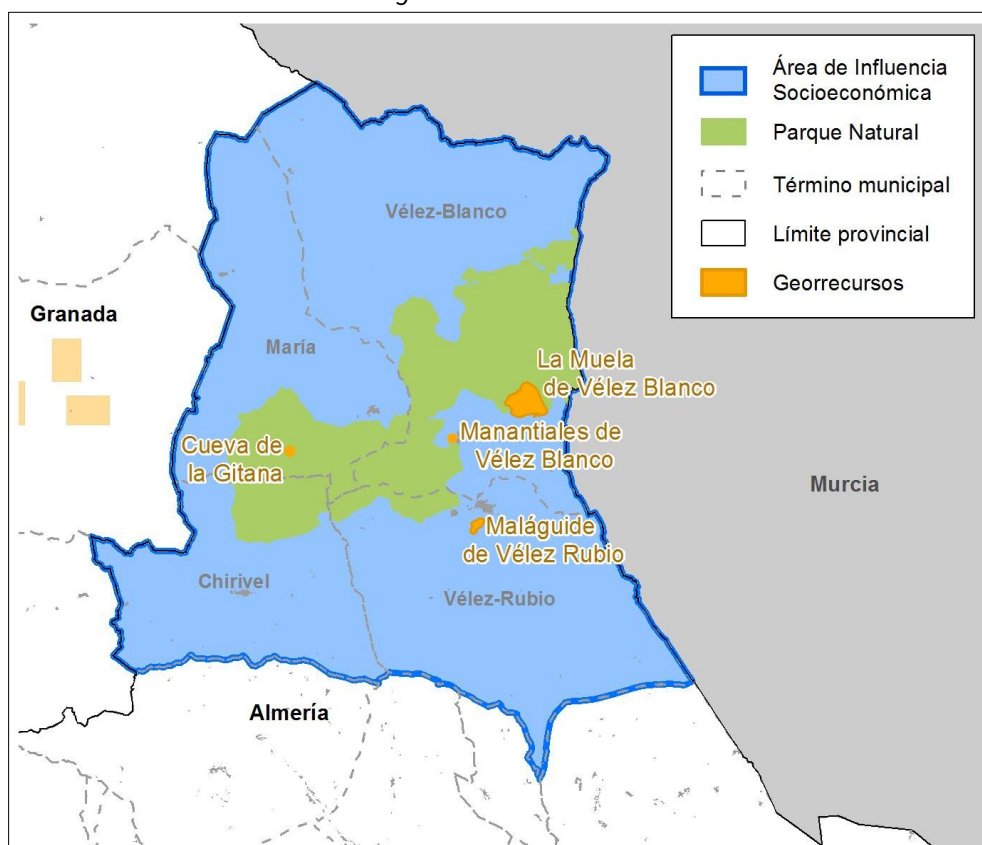 Área de Influencia
Socioeconómica
Parque Natural
Término municipal
Límite provincial
Georrecursos
Vélez-Blanco
Granada
María
La Muela
de Vélez Blanco
Cueva de
la Gitana
Manantiales de
Vélez Blanco
Murcia
Maláguide
de Vélez Rubio
Chirivel
Vélez-Rubio
Almería